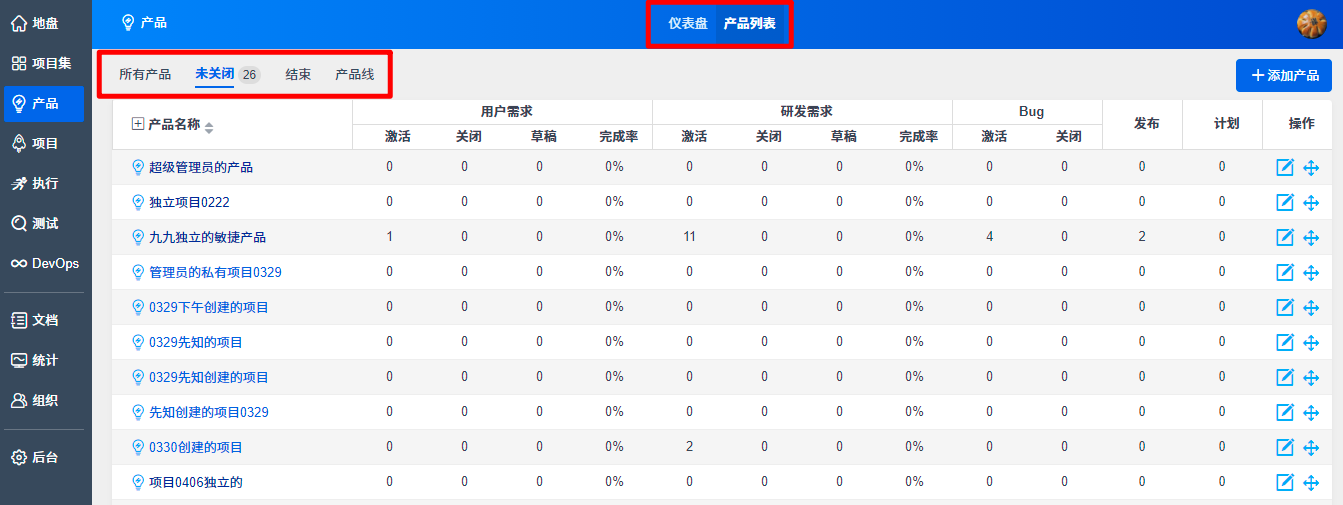 地盘
项目集
产品
项目
执行
测试
DevOps
文档
统计
组织
后台
产品
仪表盘 产品列表
所有产品 未关闭 26 结束 产品线
添加产品
产品名称 用户需求 研发需求 Bug 发布 计划 操作
激活 关闭 草稿 完成率 激活 关闭 草稿 完成率 激活 关闭
超级管理员的产品 0 0 0 0% 0 0 0 0% 0 0 0 0
独立项目0222 0 0 0 0% 0 0 0 0% 0 0 0 0
九九独立的敏捷产品 1 0 0 0% 11 0 0 0% 4 0 2 0
管理员的私有项目0329 0 0 0 0% 0 0 0 0% 0 0 0 0
0329下午创建的项目 0 0 0 0% 0 0 0 0% 0 0 0 0
0329先知的项目 0 0 0 0% 0 0 0 0% 0 0 0 0
0329先知创建的项目 0 0 0 0% 0 0 0 0% 0 0 0 0
先知创建的项目0329 0 0 0 0% 0 0 0 0% 0 0 0 0
0330创建的项目 0 0 0 0% 2 0 0 0% 0 0 0 0
项目0406独立的 0 0 0 0% 0 0 0 0% 0 0 0 0